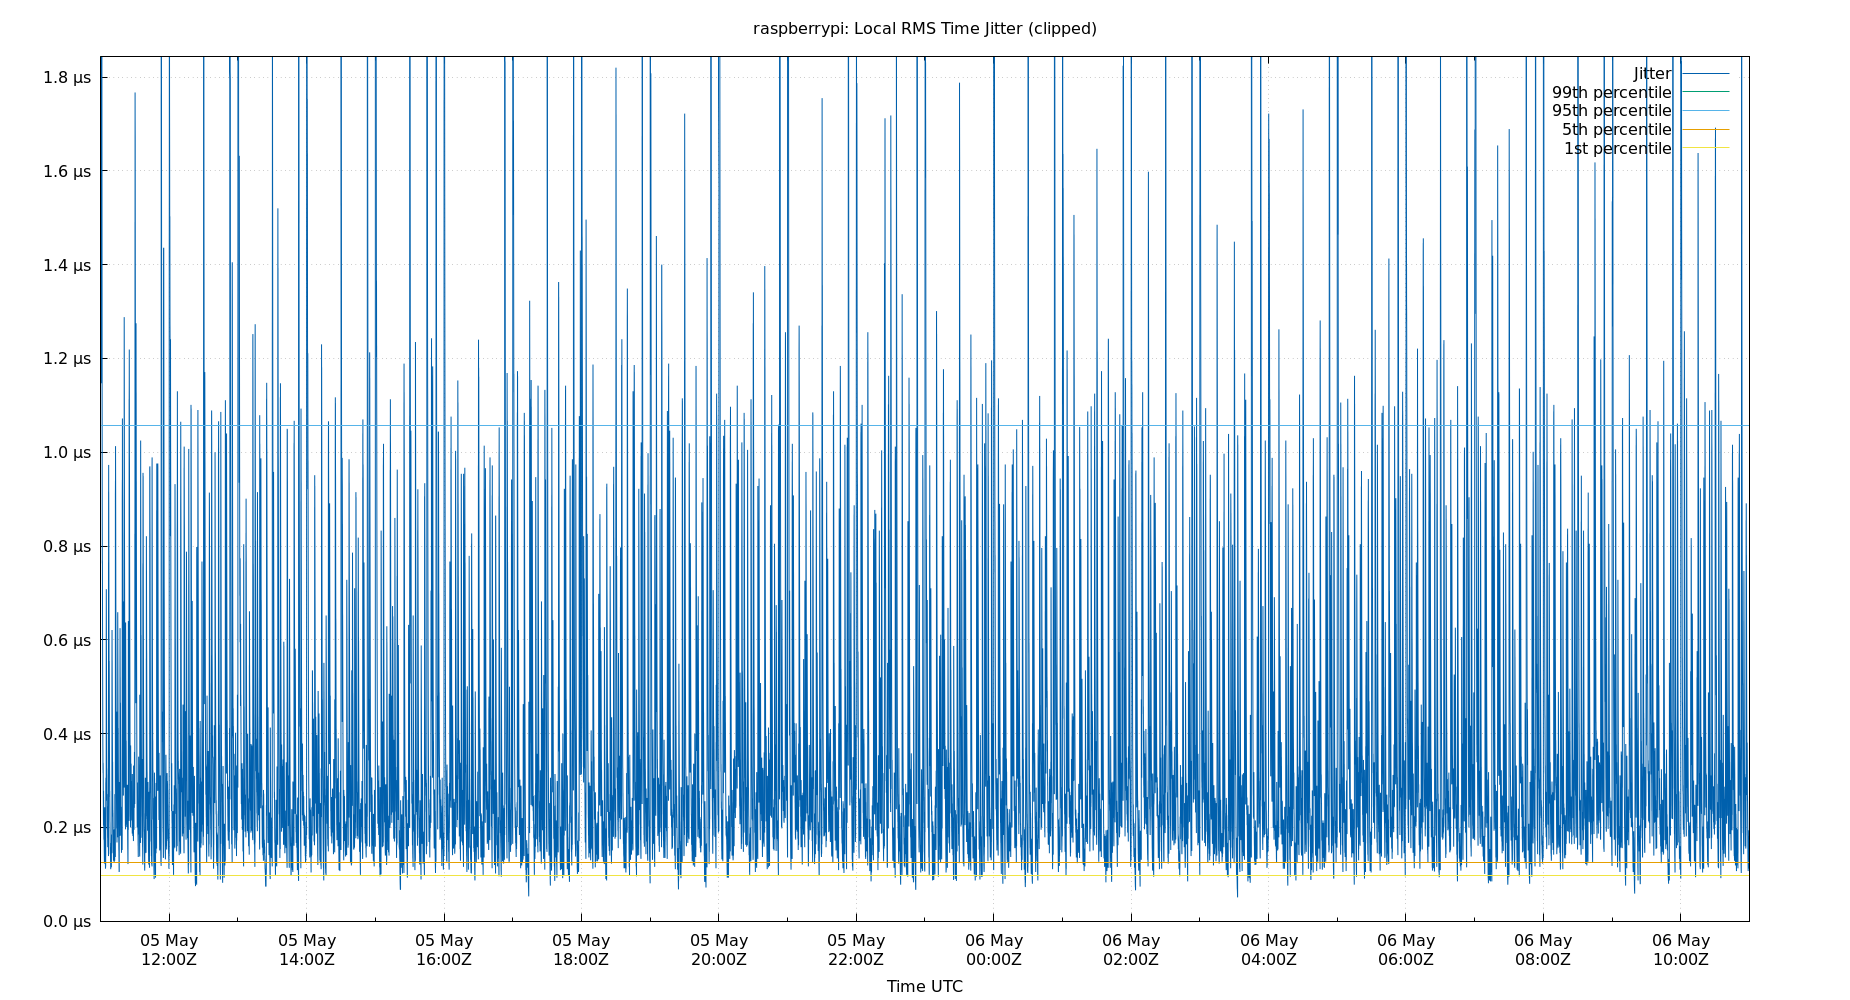 raspberrypi: Local RMS Time Jitter (clipped)
1.8 μs
1.6 μs
1.4 μs
1.2 μs
1.0 μs
0.8 μs
0.6 μs
0.4 μs
0.2 μs
0.0 μs
Jitter
99th percentile
95th percentile
5th percentile
1st percentile
05 May 05 May 05 May 05 May 05 May 05 May 06 May 06 May 06 May 06 May 06 May 06 May
12:00Z 14:00Z 16:00Z 18:00Z 20:00Z 22:00Z 00:00Z 02:00Z 04:00Z 06:00Z 08:00Z 10:00Z
Time UTC